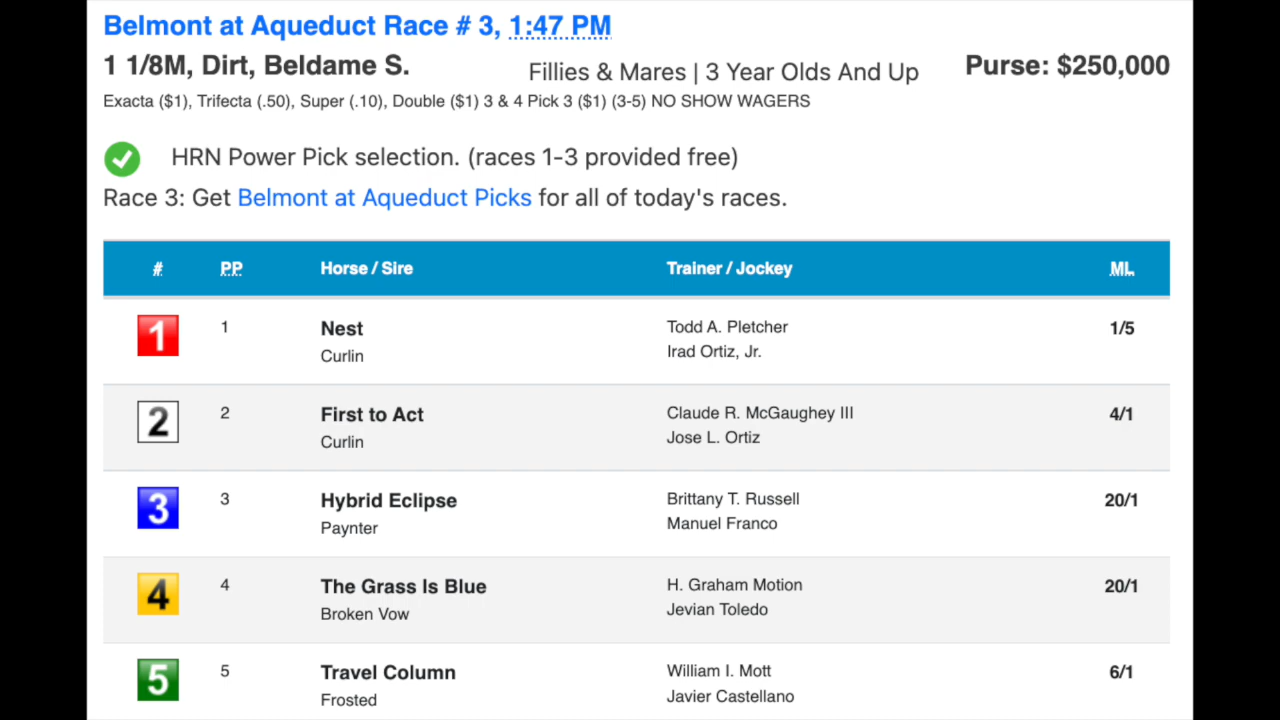 Belmont at Aqueduct Race # 3, 1:47 PM
1 1/8M, Dirt, Beldame S. Fillies & Mares | 3 Year Olds And Up Purse: $250,000
Exacta ($1), Trifecta (.50), Super (.10), Double ($1) 3 & 4 Pick 3 ($1) (3-5) NO SHOW WAGERS
HRN Power Pick selection. (races 1-3 provided free)
Race 3: Get Belmont at Aqueduct Picks for all of today's races.
# PP Horse / Sire Trainer / Jockey ML
1 1 Nest Todd A. Pletcher 1/5
Curlin Irad Ortiz, Jr.
2 2 First to Act Claude R. McGaughey III 4/1
Curlin Jose L. Ortiz
3 3 Hybrid Eclipse Brittany T. Russell 20/1
Paynter Manuel Franco
4 4 The Grass Is Blue H. Graham Motion 20/1
Broken Vow Jevian Toledo
5 5 Travel Column William I. Mott 6/1
Frosted Javier Castellano